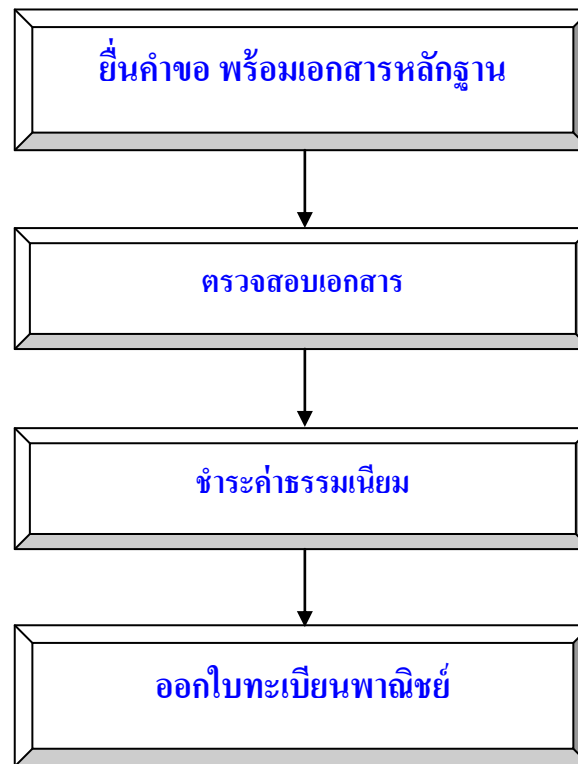 ยื่นคำขอ พร้อมเอกสารหลักฐาน
ตรวจสอบเอกสาร
ชำระค่าธรรมเนียม
ออกใบทะเบียนพาณิชย์